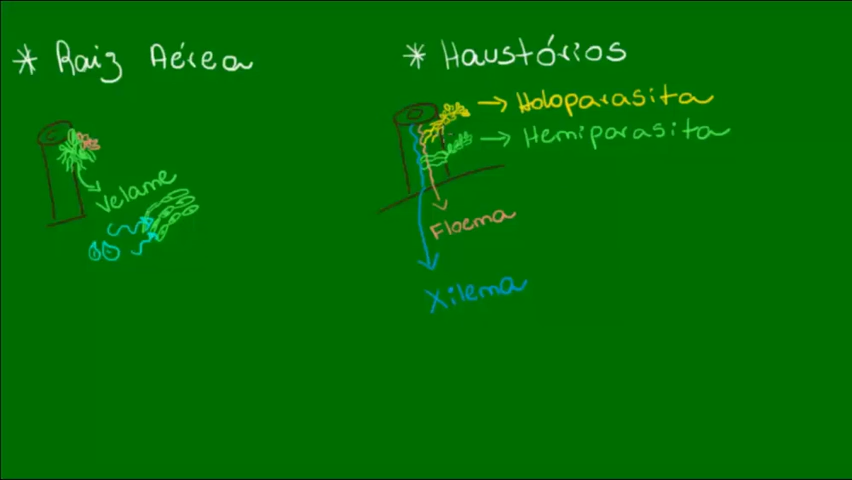 * Raiz Aérea
Velame
* Haustórios
→ Holoparasita
→ Hemiparasita
Floema
Xilema